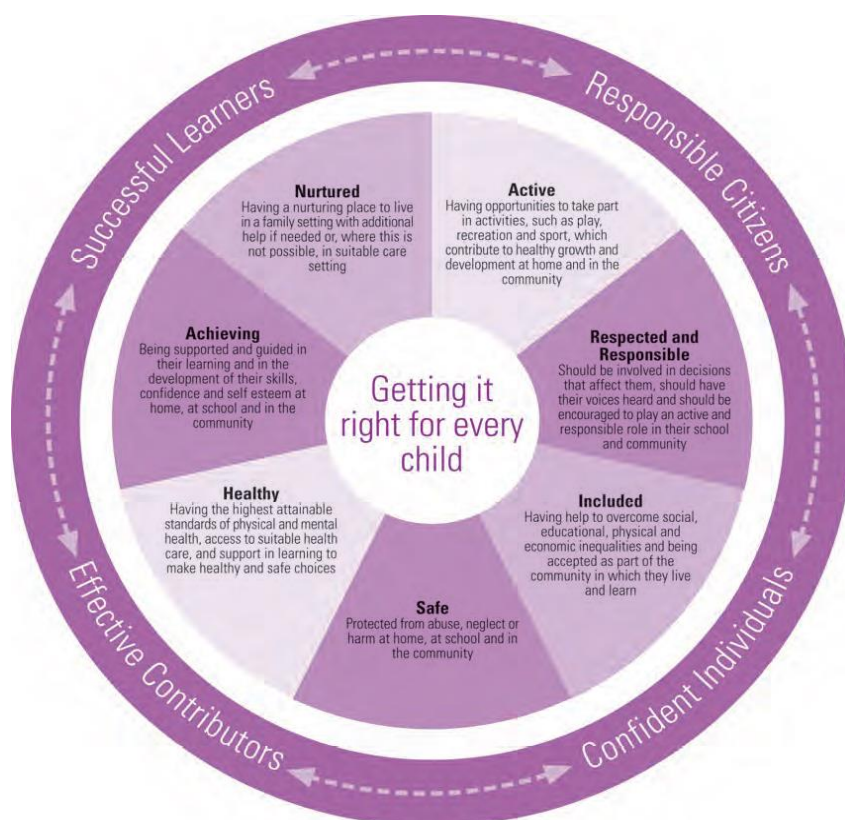 Successful Learners
Responsible Citizens
Nurtured
Having a nurturing place to live
in a family setting with additional
help if needed or, where this is
not possible, in suitable care
setting
Active
Having opportunities to take part
in activities, such as play,
recreation and sport, which
contribute to healthy growth and
development at home and in the
community
Achieving
Being supported and guided in
their learning and in the
development of their skills,
confidence and self esteem at
home, at school and in the
community
Getting it
right for every
child
Respected and
Responsible
Should be involved in decisions
that affect them, should have
their voices heard and should be
encouraged to play an active and
responsible role in their school
and community
Healthy
Having the highest attainable
standards of physical and mental
health, access to suitable health
care, and support in learning to
make healthy and safe choices
Included
Having help to overcome social,
educational, physical and
economic inequalities and being
accepted as part of the
community in which they live
and learn
Safe
Protected from abuse, neglect or
harm at home, at school and in
the community
Effective Contributors
Confident Individuals